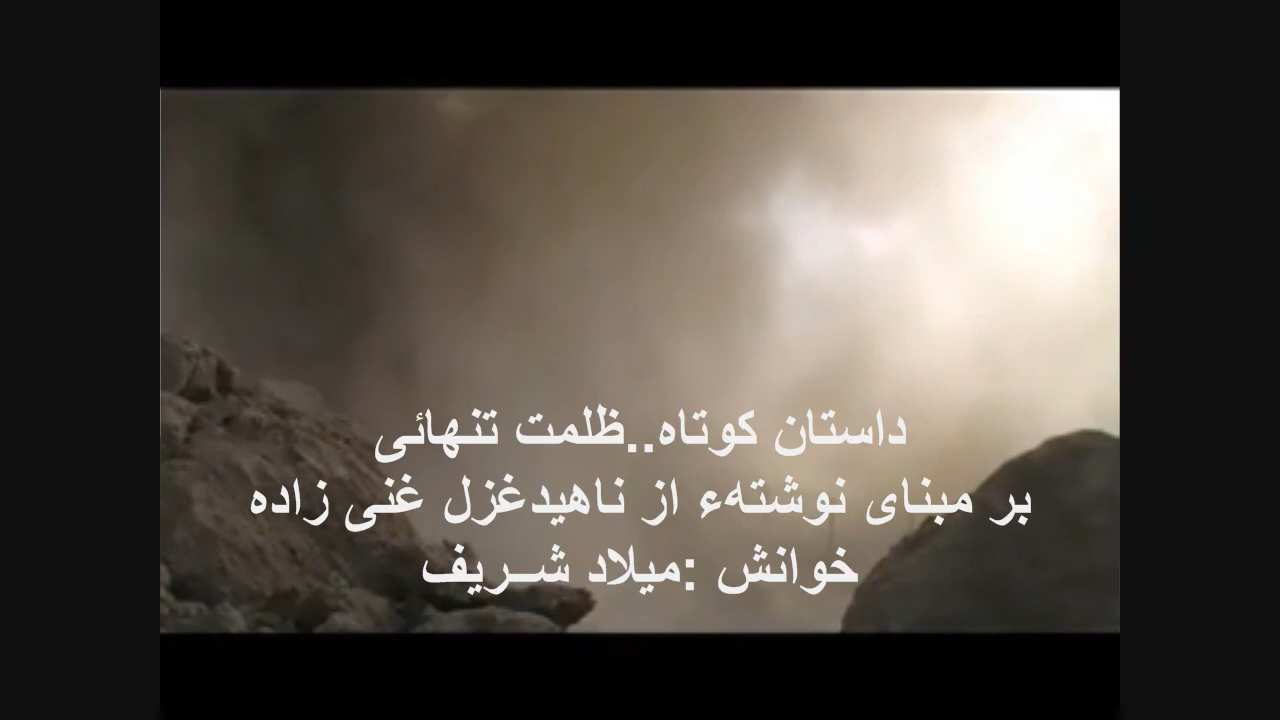 داستان کوتاه..ظلمت تنهائی
بر مبنای نوشتهء از ناهیدغزل غنی زاده
خوانش :میلاد شـریف